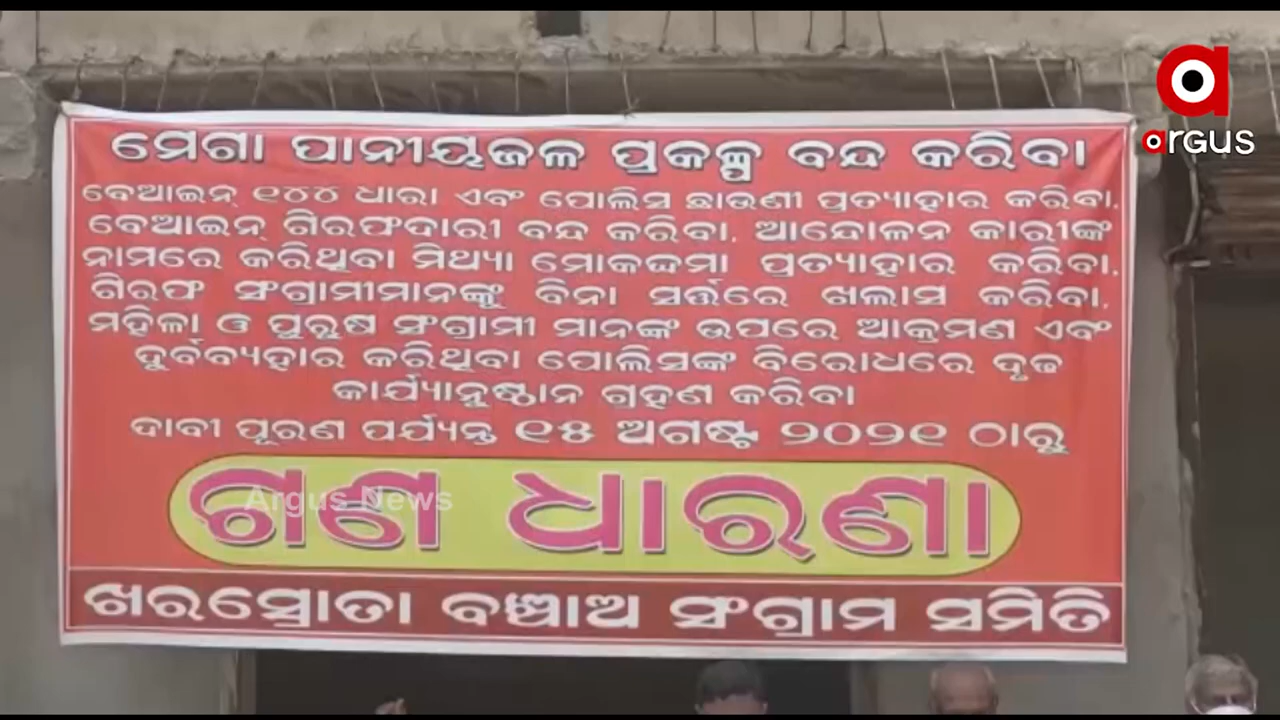 ମେଗା ପାନୀୟଜଳ ପ୍ରକଳ୍ପ ବନ୍ଦ କରିବା
ବେଆଇନ୍ ୧୪୪ ଧାରା ଏବଂ ପୋଲିସ ଛାଉଣୀ ପ୍ରତ୍ୟାହାର କରିବା,
ବେଆଇନ୍ ଗିରଫଦାରୀ ବନ୍ଦ କରିବା, ଆନ୍ଦୋଳନ କାରୀଙ୍କ
ନାମରେ କରିଥିବା ମିଥ୍ୟା ମୋକଦ୍ଦମା ପ୍ରତ୍ୟାହାର କରିବା,
ଗିରଫ ସଂଗ୍ରାମୀମାନଙ୍କୁ ବିନା ସର୍ତ୍ତରେ ଖଲାସ କରିବା,
ମହିଳା ଓ ପୁରୁଷ ସଂଗ୍ରାମୀ ମାନଙ୍କ ଉପରେ ଆକ୍ରମଣ ଏବଂ
ଦୁର୍ବବ୍ୟହାର କରିଥିବା ପୋଲିସଙ୍କ ବିରୋଧରେ ଦୃଢ
କାର୍ଯ୍ୟାନୁଷ୍ଠାନ ଗ୍ରହଣ କରିବା
ଦାବୀ ପୂରଣ ପର୍ଯ୍ୟନ୍ତ ୧୫ ଅଗଷ୍ଟ ୨୦୨୧ ଠାରୁ
ଗଣ ଧାରଣା
ଖରସ୍ରୋତା ବଞ୍ଚାଅ ସଂଗ୍ରାମ ସମିତି
argus
Argus News